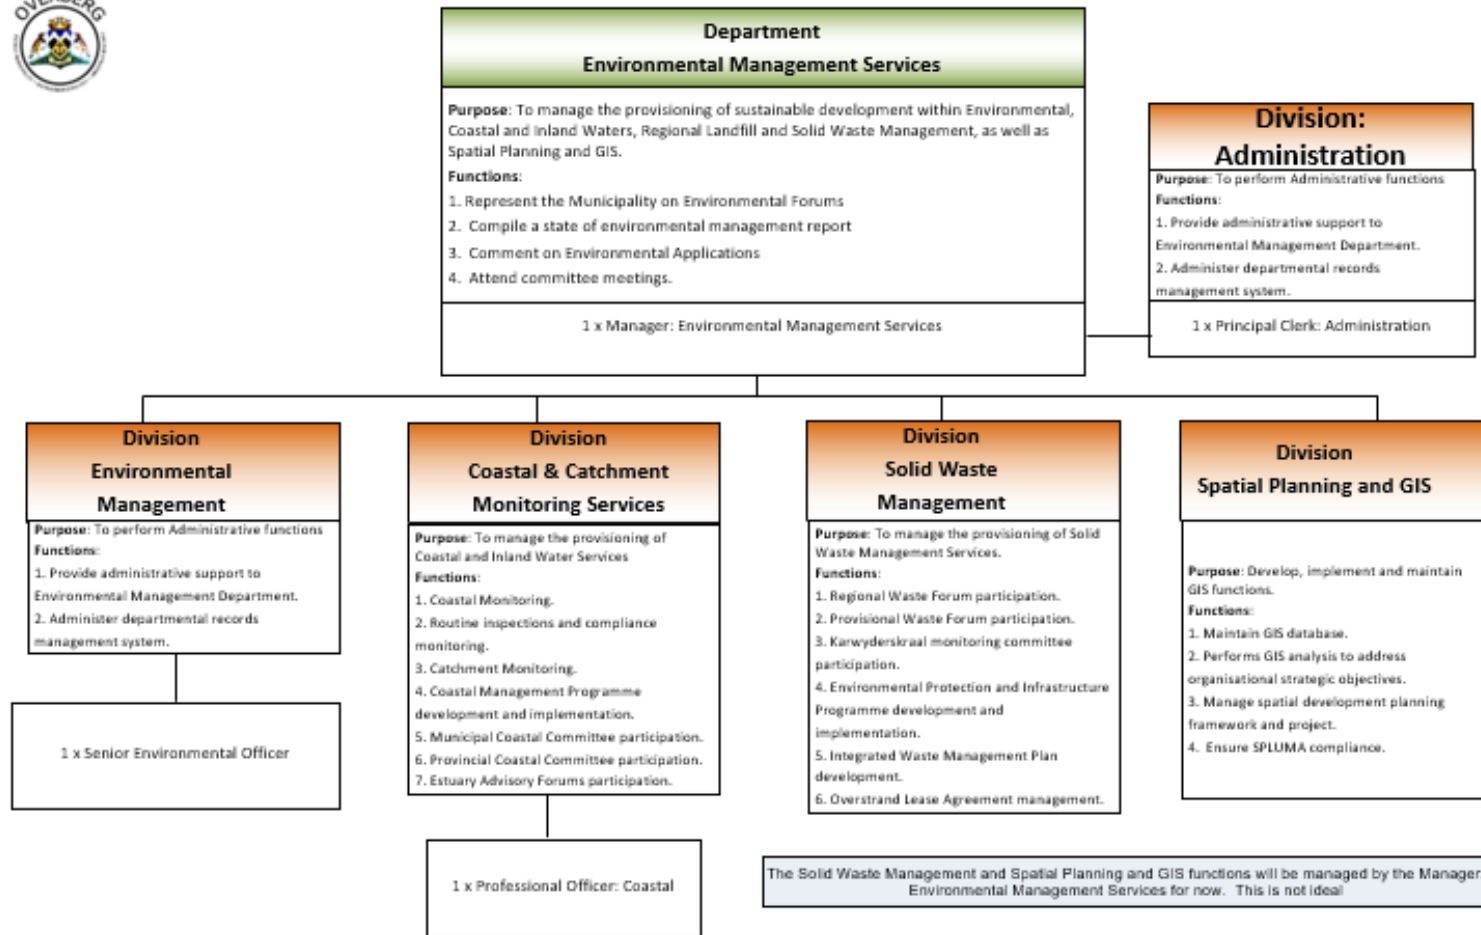 OVERBERG
Department
Environmental Management Services
Purpose: To manage the provisioning of sustainable development within Environmental,
Coastal and Inland Waters, Regional Landfill and Solid Waste Management, as well as
Spatial Planning and GIS.
Functions:
1. Represent the Municipality on Environmental Forums
2. Compile a state of environmental management report
3. Comment on Environmental Applications
4. Attend committee meetings.
1 x Manager: Environmental Management Services
Division:
Administration
Purpose: To perform Administrative functions
Functions:
1. Provide administrative support to
Environmental Management Department.
2. Administer departmental records
management system.
1 x Principal Clerk: Administration
Division
Environmental
Management
Purpose: To perform Administrative functions
Functions:
1. Provide administrative support to
Environmental Management Department.
2. Administer departmental records
management system.
1 x Senior Environmental Officer
Division
Coastal & Catchment
Monitoring Services
Purpose: To manage the provisioning of
Coastal and Inland Water Services
Functions:
1. Coastal Monitoring.
2. Routine inspections and compliance
monitoring.
3. Catchment Monitoring.
4. Coastal Management Programme
development and implementation.
5. Municipal Coastal Committee participation.
6. Provincial Coastal Committee participation.
7. Estuary Advisory Forums participation.
1 x Professional Officer: Coastal
Division
Solid Waste
Management
Purpose: To manage the provisioning of Solid
Waste Management Services.
Functions:
1. Regional Waste Forum participation.
2. Provisional Waste Forum participation.
3. Karwyderskraal monitoring committee
participation.
4. Environmental Protection and Infrastructure
Programme development and
implementation.
5. Integrated Waste Management Plan
development.
6. Overstrand Lease Agreement management.
Division
Spatial Planning and GIS
Purpose: Develop, implement and maintain
GIS functions.
Functions:
1. Maintain GIS database.
2. Performs GIS analysis to address
organisational strategic objectives.
3. Manage spatial development planning
framework and project.
4. Ensure SPLUMA compliance.
The Solid Waste Management and Spatial Planning and GIS functions will be managed by the Manager
Environmental Management Services for now. This is not ideal